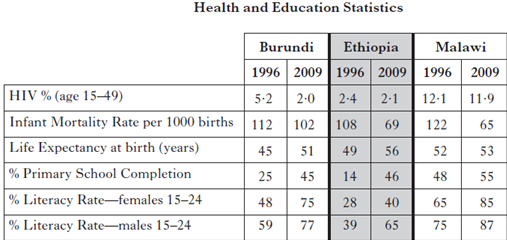 Health and Education Statistics
Burundi Ethiopia Malawi
1996 2009 1996 2009 1996 2009
HIV % (age 15–49) 5·2 2·0 2·4 2·1 12·1 11·9
Infant Mortality Rate per 1000 births 112 102 108 69 122 65
Life Expectancy at birth (years) 45 51 49 56 52 53
% Primary School Completion 25 45 14 46 48 55
% Literacy Rate—females 15–24 48 75 28 40 65 85
% Literacy Rate—males 15–24 59 77 39 65 75 87